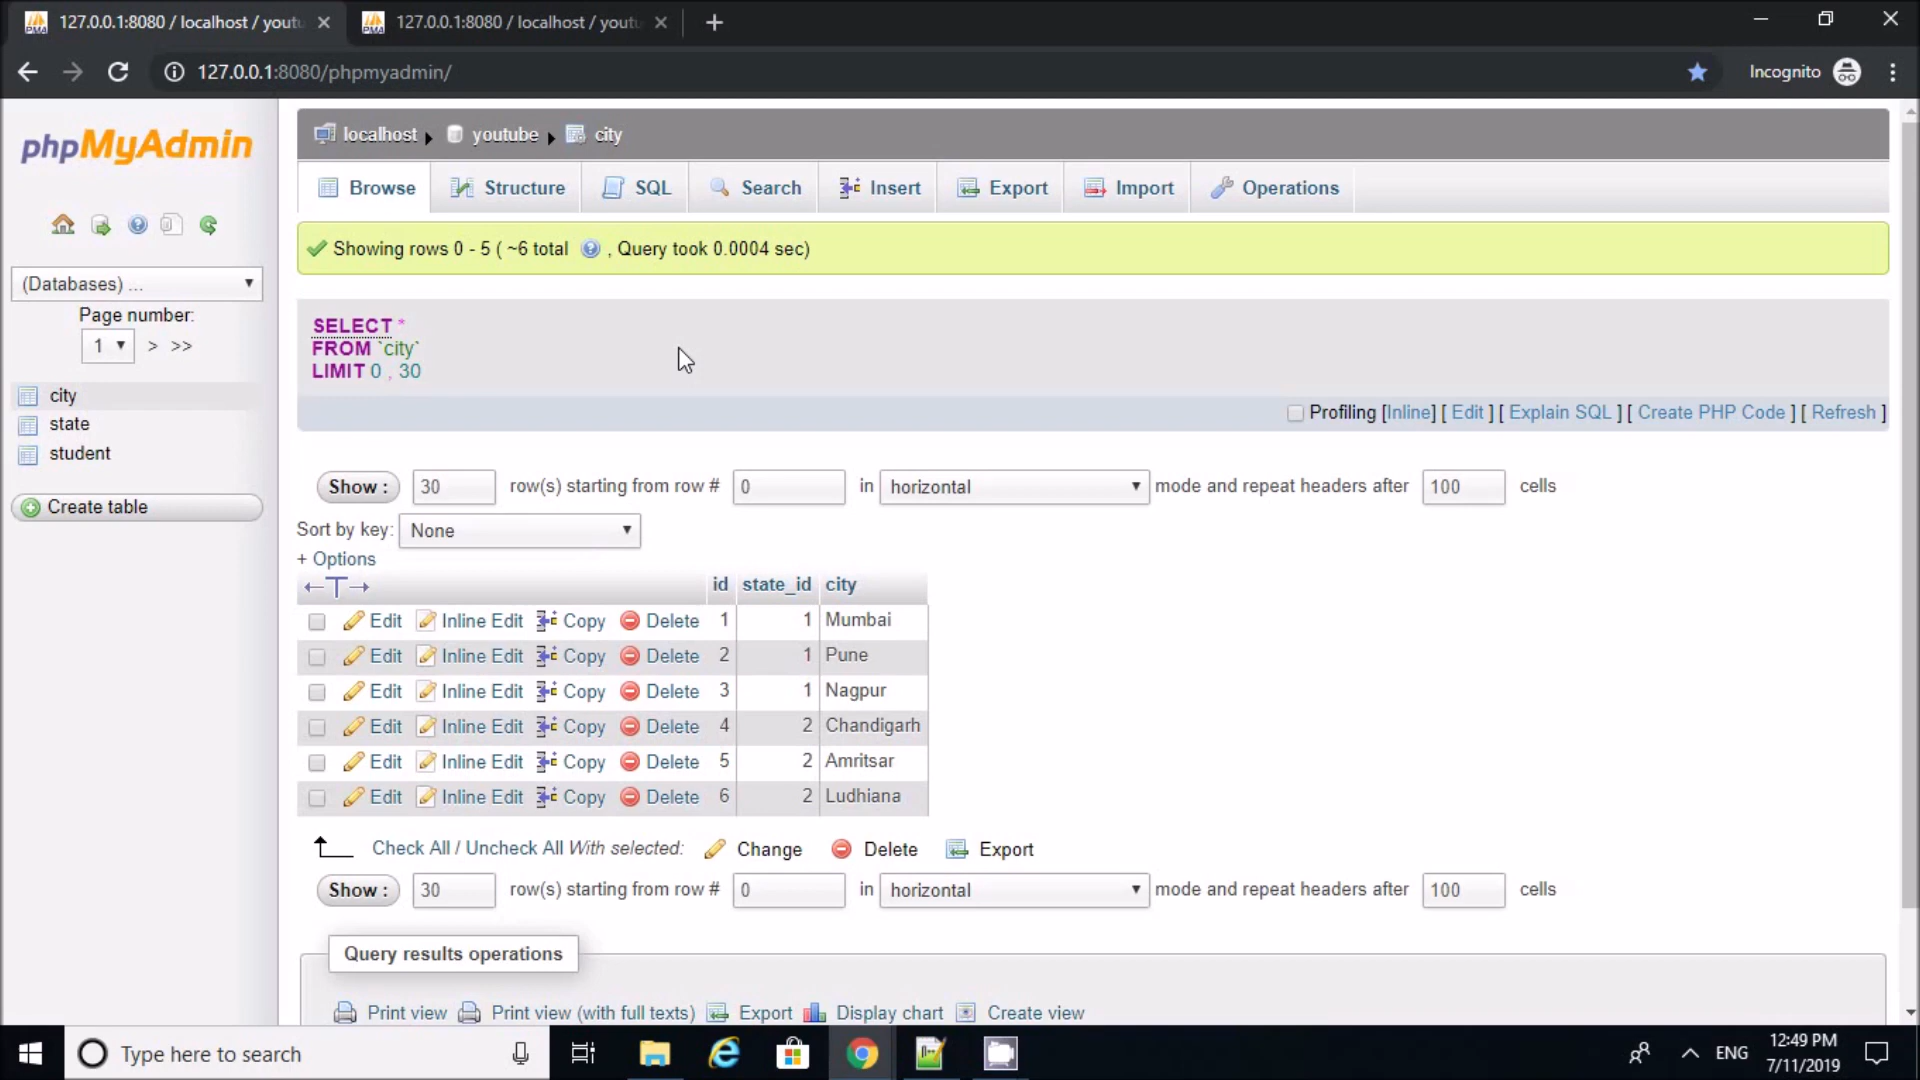 127.0.0.1:8080 / localhost / youtu
127.0.0.1:8080 / localhost / youtu
127.0.0.1:8080/phpmyadmin/
Incognito
phpMyAdmin
localhost youtube city
Browse Structure SQL Search Insert Export Import Operations
Showing rows 0 - 5 ( ~6 total , Query took 0.0004 sec)
(Databases) ...
Page number:
1 > >>
SELECT *
FROM `city`
LIMIT 0 , 30
city
state
student
Create table
Profiling [Inline] [ Edit ] [ Explain SQL ] [ Create PHP Code ] [ Refresh ]
Show : 30 row(s) starting from row # 0 in horizontal mode and repeat headers after 100 cells
Sort by key: None
+ Options
←T→ id state_id city
Edit Inline Edit Copy Delete 1 1 Mumbai
Edit Inline Edit Copy Delete 2 1 Pune
Edit Inline Edit Copy Delete 3 1 Nagpur
Edit Inline Edit Copy Delete 4 2 Chandigarh
Edit Inline Edit Copy Delete 5 2 Amritsar
Edit Inline Edit Copy Delete 6 2 Ludhiana
Check All / Uncheck All With selected: Change Delete Export
Show : 30 row(s) starting from row # 0 in horizontal mode and repeat headers after 100 cells
Query results operations
Print view Print view (with full texts) Export Display chart Create view
Type here to search
ENG
12:49 PM
7/11/2019